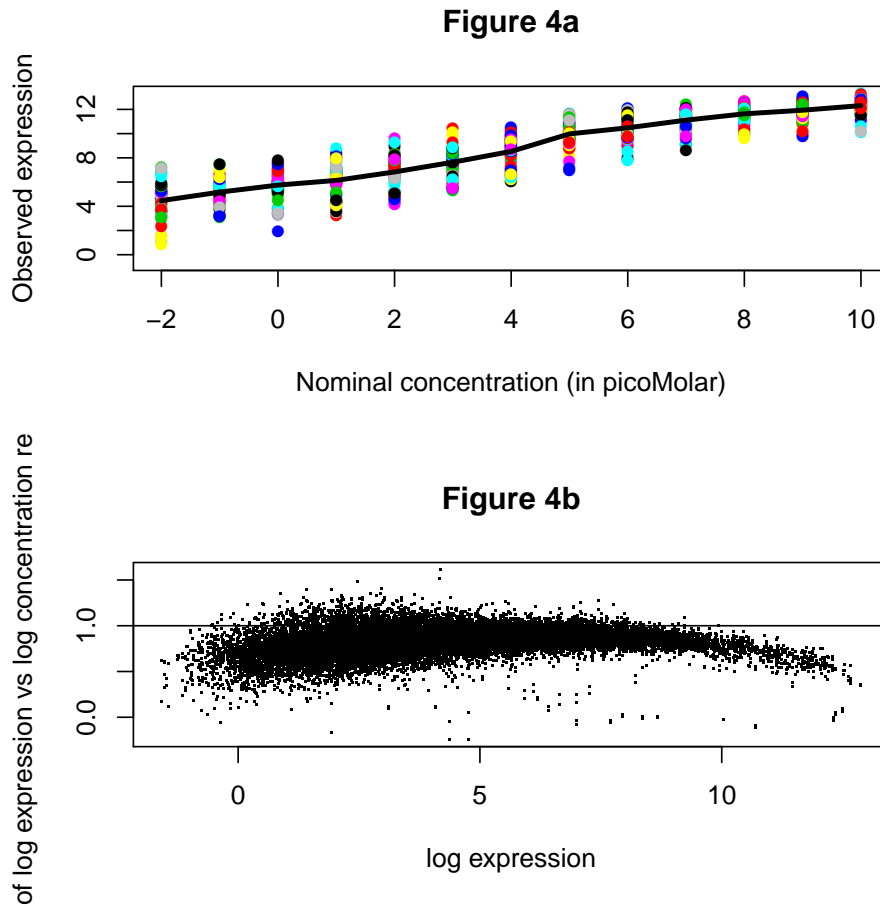 Figure 4a
Observed expression
12
8
4
0
−2 0 2 4 6 8 10
Nominal concentration (in picoMolar)
Figure 4b
of log expression vs log concentration re
1.0
0.0
0 5 10
log expression